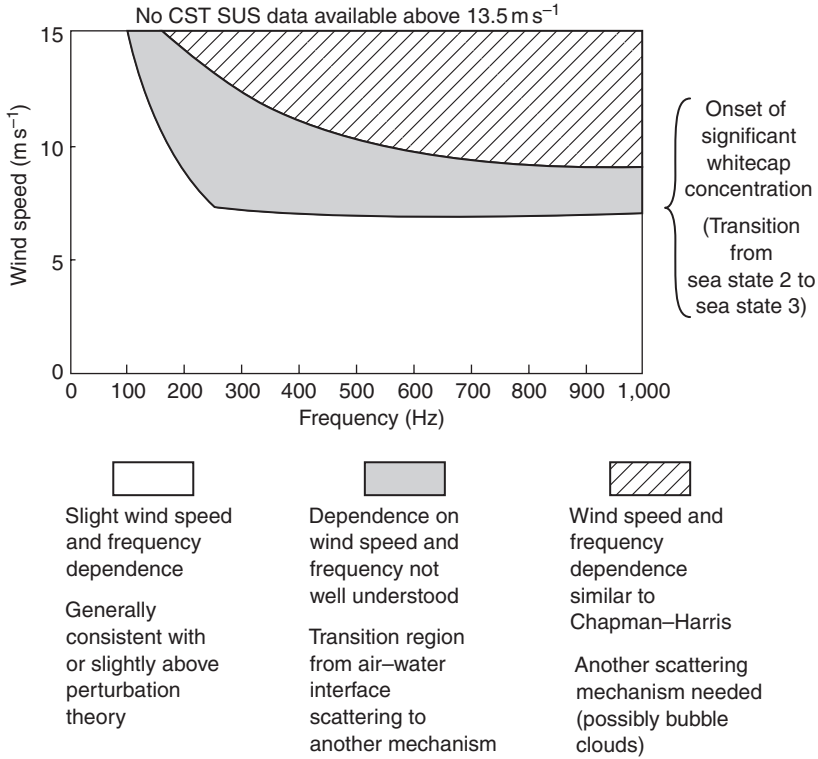 No CST SUS data available above 13.5 m s⁻¹
15
10
5
0
Wind speed (m s⁻¹)
0 100 200 300 400 500 600 700 800 900 1,000
Frequency (Hz)
Onset of
significant
whitecap
concentration
(Transition
from
sea state 2 to
sea state 3)
Slight wind speed
and frequency
dependence
Generally
consistent with
or slightly above
perturbation
theory
Dependence on
wind speed and
frequency not
well understood
Transition region
from air–water
interface
scattering to
another mechanism
Wind speed and
frequency
dependence
similar to
Chapman–Harris
Another scattering
mechanism needed
(possibly bubble
clouds)